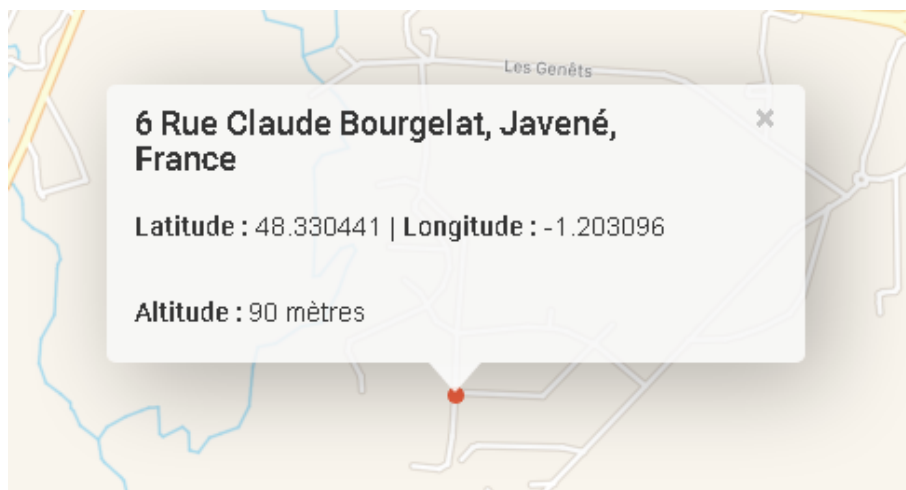 Les Genêts
6 Rue Claude Bourgelat, Javené,
France
×
Latitude : 48.330441 | Longitude : -1.203096
Altitude : 90 mètres